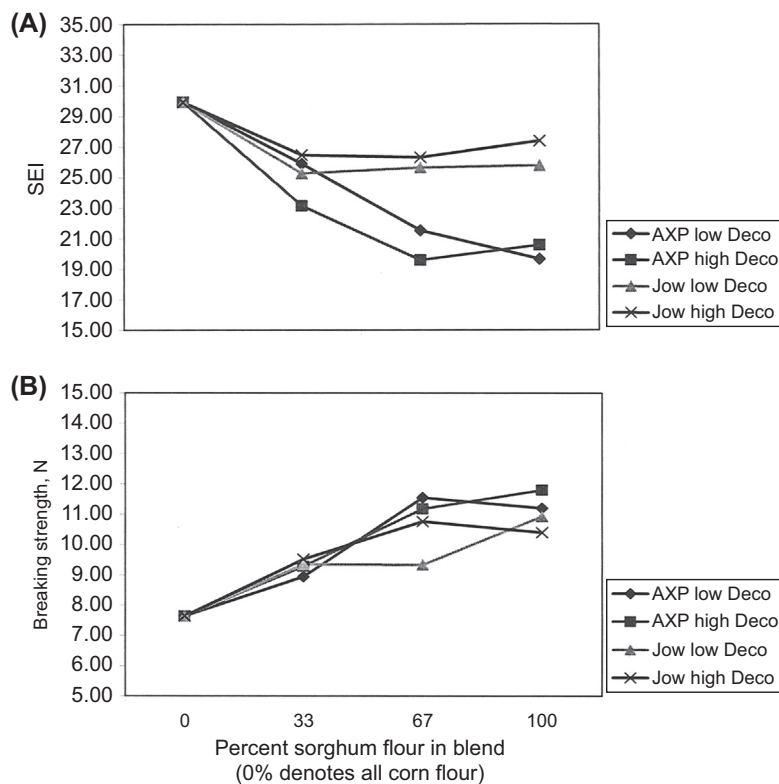 (A)
35.00
33.00
31.00
29.00
27.00
25.00
23.00
21.00
19.00
17.00
15.00
SEI
AXP low Deco
AXP high Deco
Jow low Deco
Jow high Deco
(B)
15.00
14.00
13.00
12.00
11.00
10.00
9.00
8.00
7.00
6.00
5.00
Breaking strength, N
AXP low Deco
AXP high Deco
Jow low Deco
Jow high Deco
0 33 67 100
Percent sorghum flour in blend
(0% denotes all corn flour)